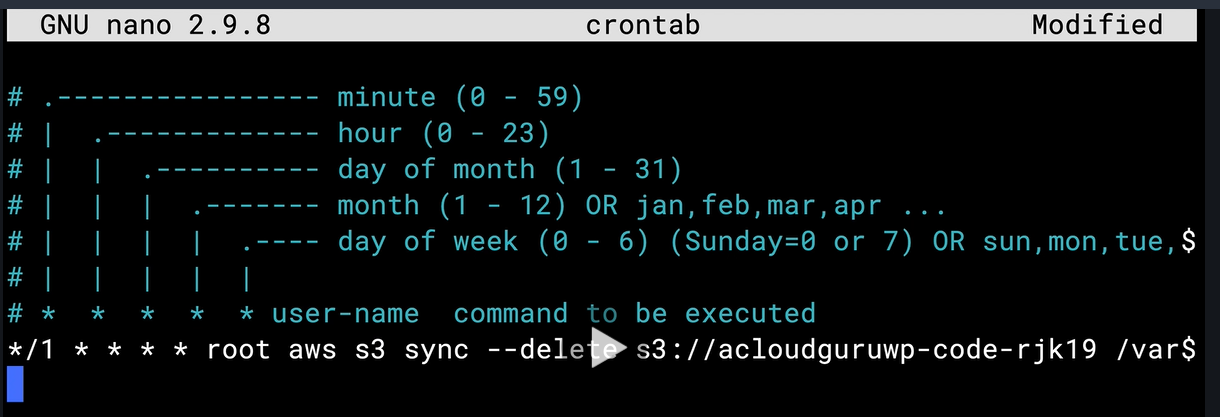 GNU nano 2.9.8 crontab Modified
# .---------------- minute (0 - 59)
# |  .------------- hour (0 - 23)
# |  |  .---------- day of month (1 - 31)
# |  |  |  .------- month (1 - 12) OR jan,feb,mar,apr ...
# |  |  |  |  .---- day of week (0 - 6) (Sunday=0 or 7) OR sun,mon,tue,$
# |  |  |  |  |
# *  *  *  *  * user-name  command to be executed
*/1 * * * * root aws s3 sync --delete s3://acloudguruwp-code-rjk19 /var$